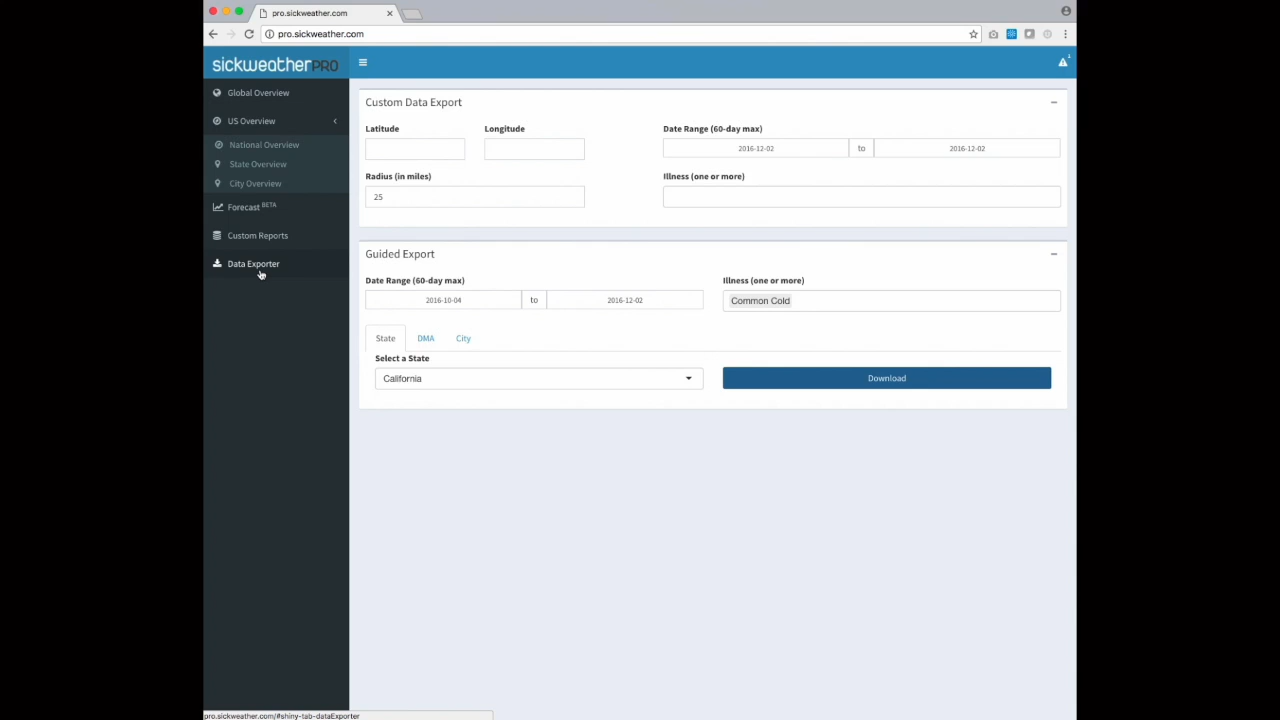 pro.sickweather.com
pro.sickweather.com
sickweatherPRO
1
Global Overview
US Overview
National Overview
State Overview
City Overview
Forecast BETA
Custom Reports
Data Exporter
Custom Data Export
Latitude Longitude Date Range (60-day max)
2016-12-02 to 2016-12-02
Radius (in miles) Illness (one or more)
25
Guided Export
Date Range (60-day max) Illness (one or more)
2016-10-04 to 2016-12-02 Common Cold
State DMA City
Select a State
California Download
pro.sickweather.com/#shiny-tab-dataExporter